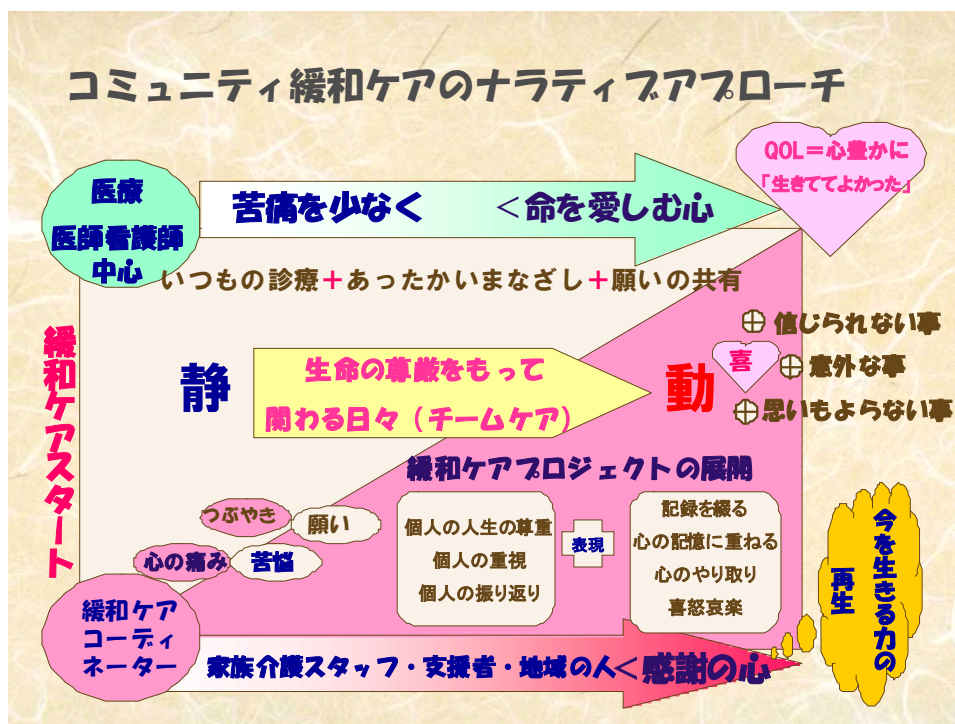 コミュニティ緩和ケアのナラティブアプローチ
医療
医師看護師
中心
苦痛を少なく　＜命を愛しむ心
QOL＝心豊かに
「生きててよかった」
いつもの診療＋あったかいまなざし＋願いの共有
緩和ケアスタート
静
生命の尊厳をもって
関わる日々（チームケア）
動
喜
信じられない事
意外な事
思いもよらない事
緩和ケアプロジェクトの展開
つぶやき
願い
心の痛み
苦悩
個人の人生の尊重
個人の重視
個人の振り返り
表現
記録を綴る
心の記憶に重ねる
心のやり取り
喜怒哀楽
今を生きる力の
再生
緩和ケア
コーディ
ネーター
家族介護スタッフ・支援者・地域の人＜感謝の心